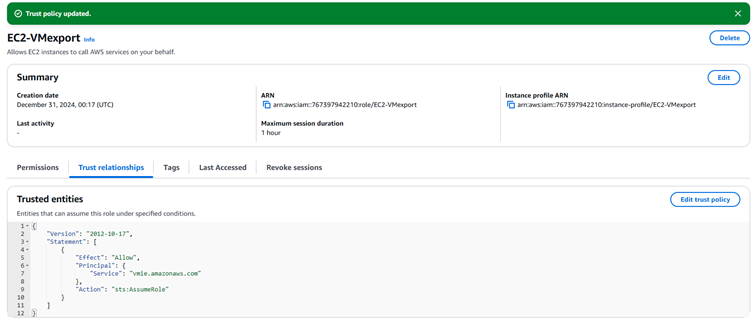 Trust policy updated.
EC2-VMexport Info
Delete
Allows EC2 instances to call AWS services on your behalf.
Summary
Edit
Creation date
December 31, 2024, 00:17 (UTC)
ARN
arn:aws:iam::767397942210:role/EC2-VMexport
Instance profile ARN
arn:aws:iam::767397942210:instance-profile/EC2-VMexport
Last activity
-
Maximum session duration
1 hour
Permissions
Trust relationships
Tags
Last Accessed
Revoke sessions
Trusted entities
Edit trust policy
Entities that can assume this role under specified conditions.
1 {
2 "Version": "2012-10-17",
3 "Statement": [
4 {
5 "Effect": "Allow",
6 "Principal": {
7 "Service": "vmie.amazonaws.com"
8 },
9 "Action": "sts:AssumeRole"
10 }
11 ]
12 }